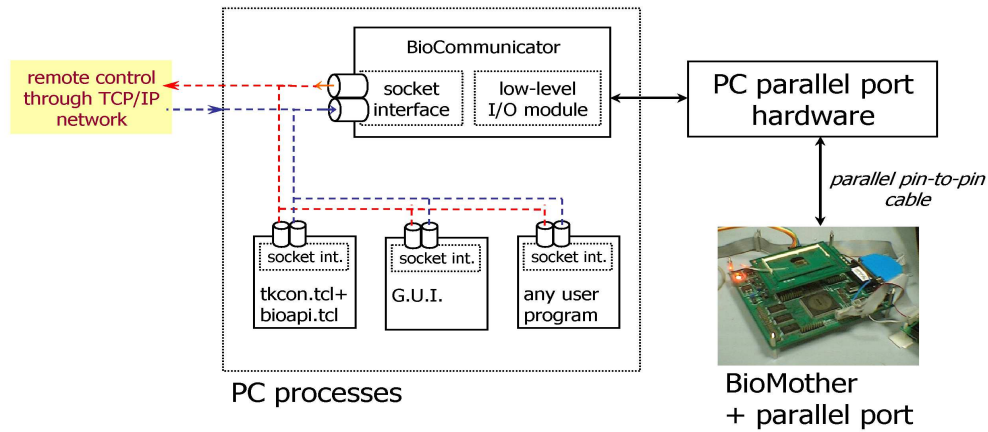 BioCommunicator
socket
interface
low-level
I/O module
remote control
through TCP/IP
network
PC parallel port
hardware
parallel pin-to-pin
cable
socket int.
tkcon.tcl+
bioapi.tcl
socket int.
G.U.I.
socket int.
any user
program
PC processes
BioMother
+ parallel port